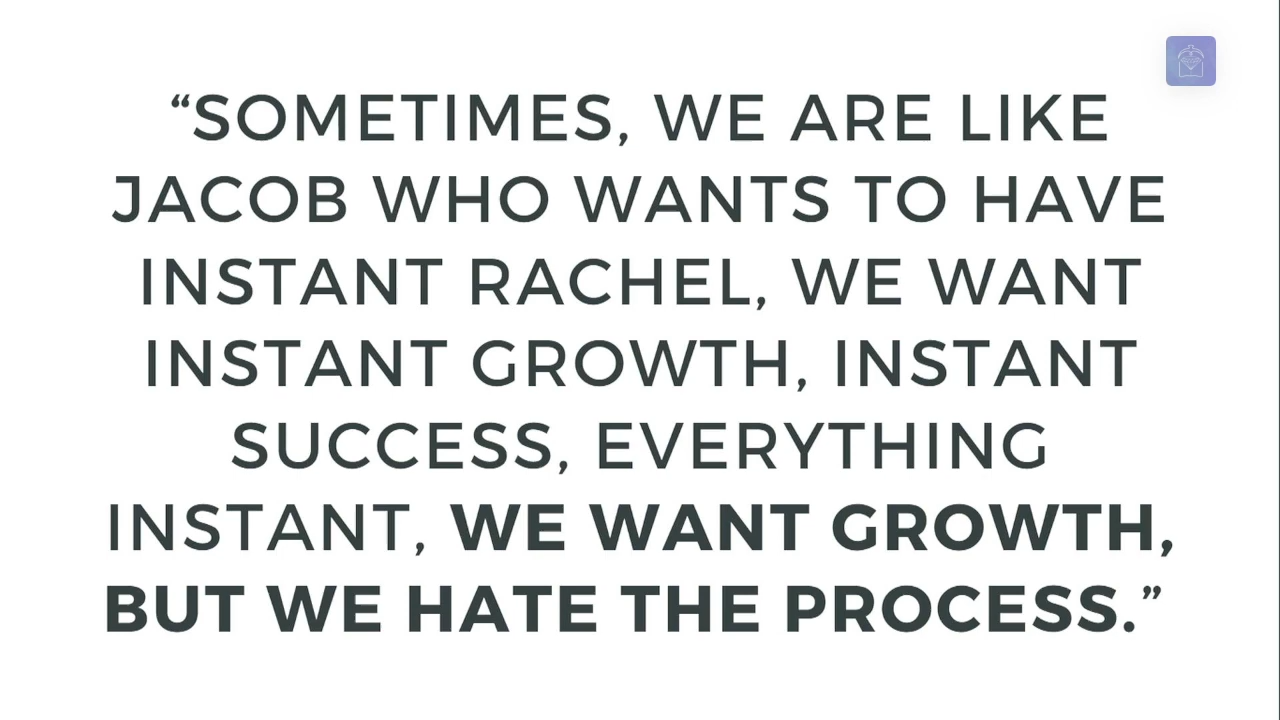 “SOMETIMES, WE ARE LIKE
JACOB WHO WANTS TO HAVE
INSTANT RACHEL, WE WANT
INSTANT GROWTH, INSTANT
SUCCESS, EVERYTHING
INSTANT, WE WANT GROWTH,
BUT WE HATE THE PROCESS.”